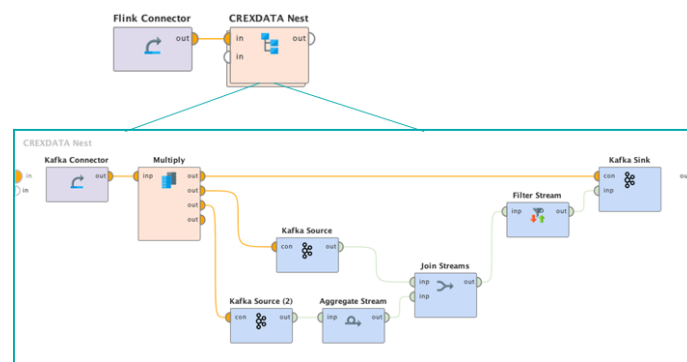 Flink Connector
CREXDATA Nest
out
in
out
in
CREXDATA Nest
Kafka Connector
Multiply
Kafka Sink
in
in
out
inp
out
out
out
out
con
inp
out
Filter Stream
inp
out
Kafka Source
con
out
Join Streams
inp
out
inp
Kafka Source (2)
Aggregate Stream
con
out
inp
out